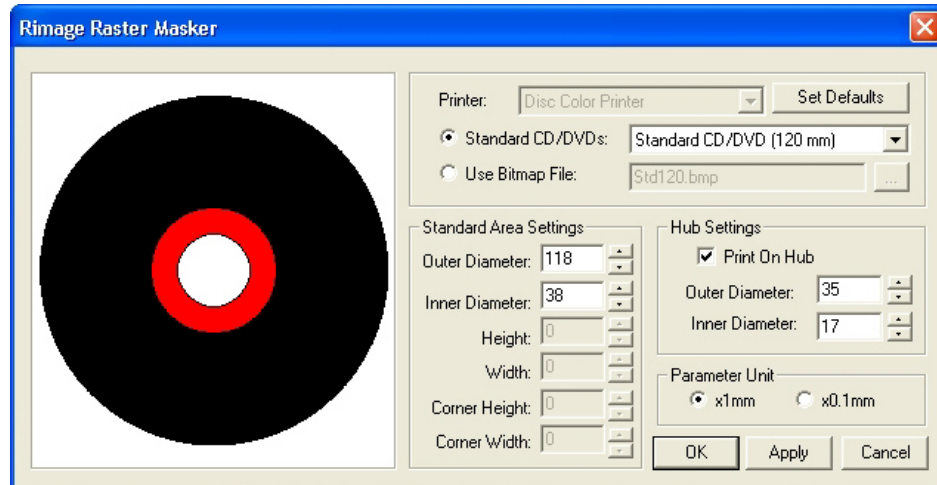 Rimage Raster Masker
Printer: Disc Color Printer Set Defaults
Standard CD/DVDs: Standard CD/DVD (120 mm)
Use Bitmap File: Std120.bmp ...
Standard Area Settings
Outer Diameter: 118
Inner Diameter: 38
Height: 0
Width: 0
Corner Height: 0
Corner Width: 0
Hub Settings
Print On Hub
Outer Diameter: 35
Inner Diameter: 17
Parameter Unit
x1mm x0.1mm
OK Apply Cancel